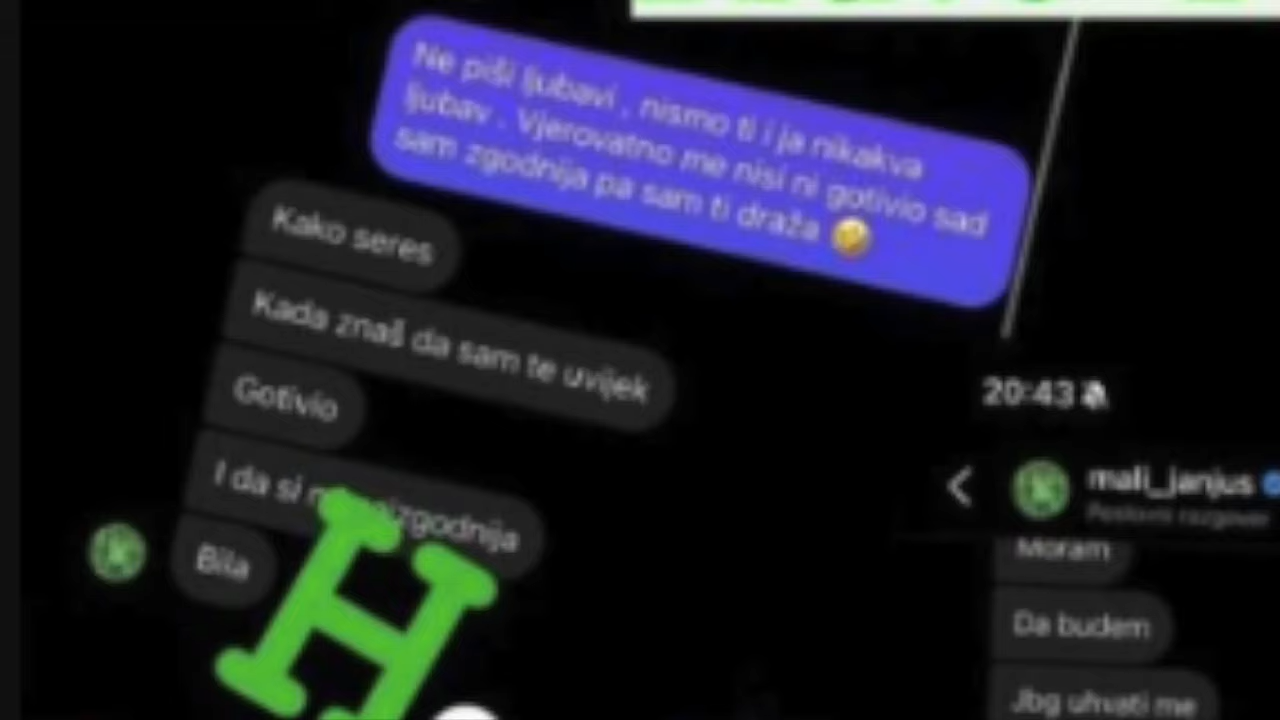 Ne piši ljubavi , nismo ti i ja nikakva
ljubav . Vjerovatno me nisi ni gotivio sad
sam zgodnija pa sam ti draža
Kako seres
Kada znaš da sam te uvijek
Gotivio
I da si izgodnija
Bila
H
20:43
mali_janjus
Poslovni razgovor
Moram
Da budem
Jbg uhvati me